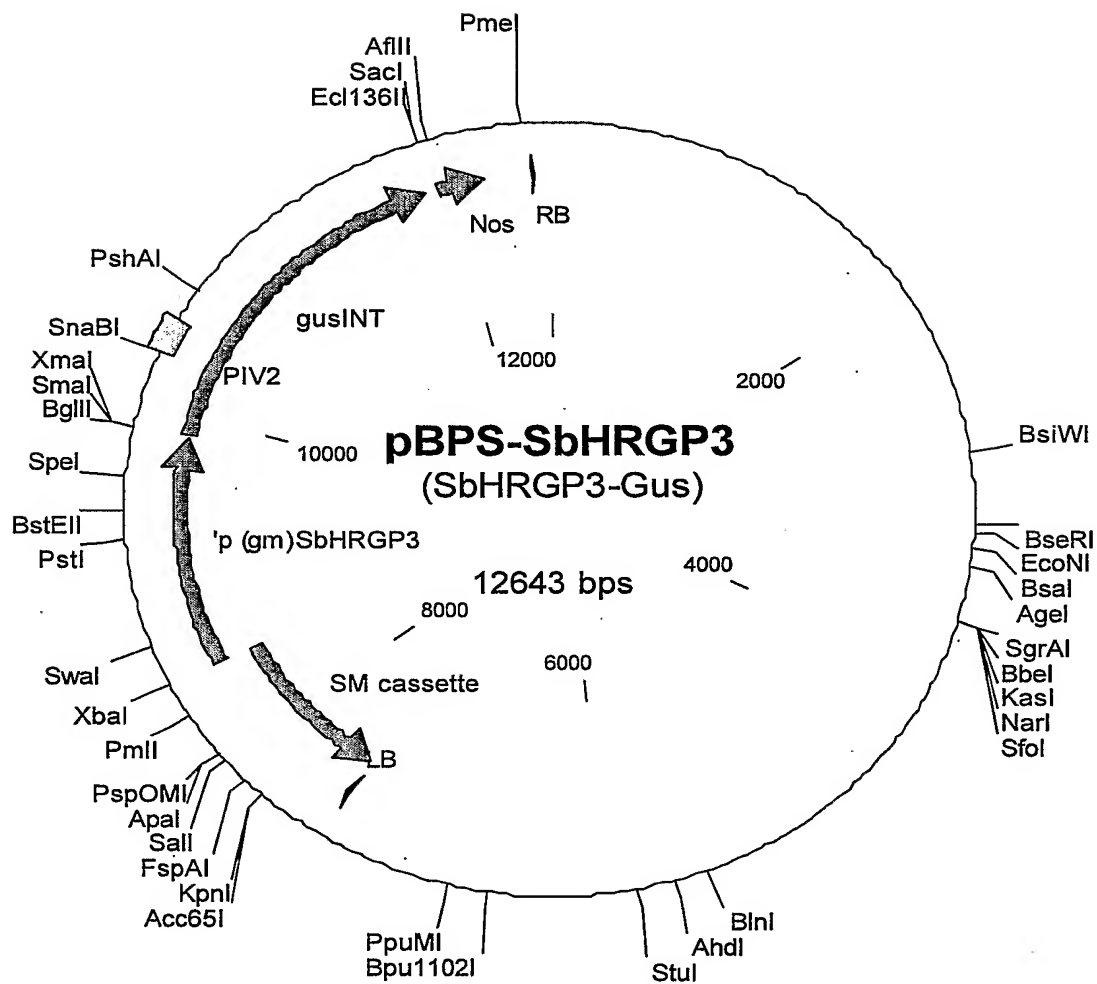 Pme
AflII
SacI
Ecl136II
Nos
RB
PshAI
gusINT
SnaBI
12000
2000
XmaI
SmaI
PIV2
BglII
10000
pBPS-SbHRGP3
BsiWI
SpeI
(SbHRGP3-Gus)
BstEII
'p (gm)SbHRGP3
BseRI
PstI
EcoNI
12643 bps
4000
BsaI
8000
AgeI
6000
SgrAI
SwaI
SM cassette
BbeI
KasI
XbaI
NarI
SfoI
PmlI
LB
PspOMI
ApaI
SalI
FspAI
KpnI
Acc65I
BlnI
PpuMI
AhdI
Bpu1102I
StuI